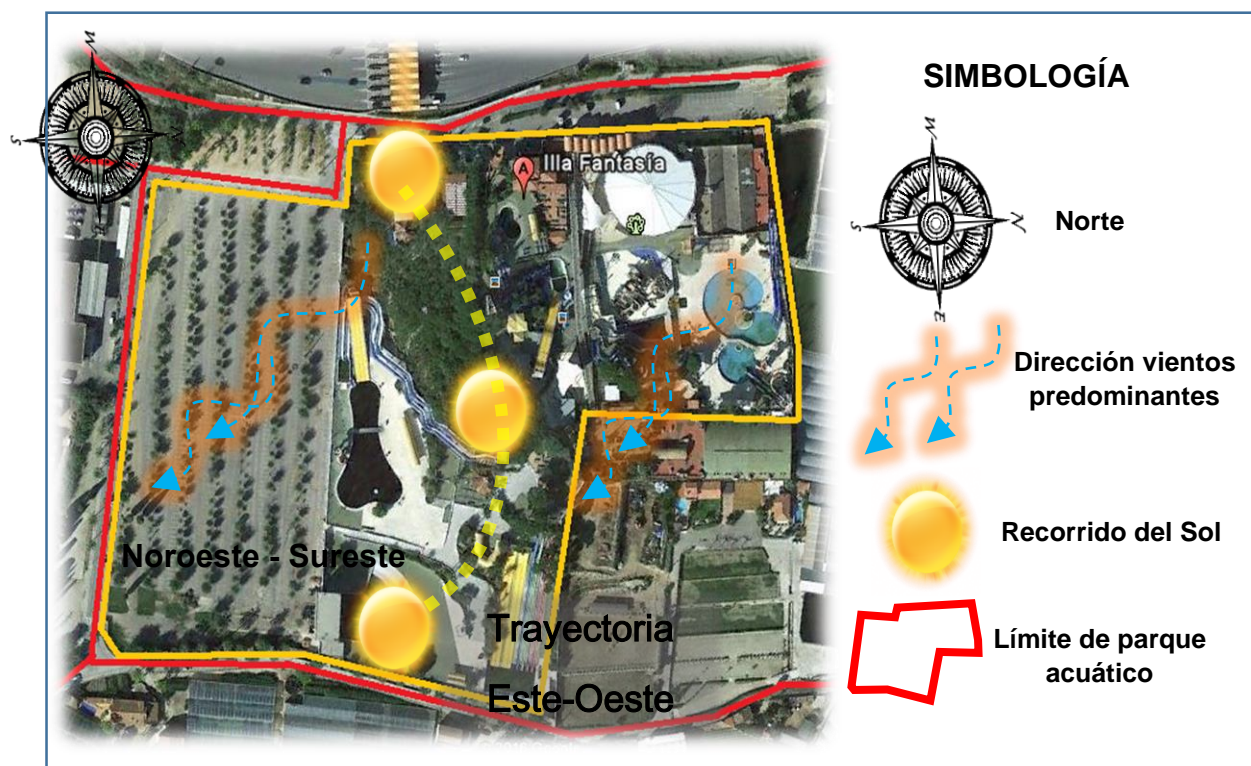 W
S
SIMBOLOGÍA
A
Illa Fantasía
W
S
N
E
Norte
Dirección vientos
predominantes
Recorrido del Sol
Noroeste - Sureste
Trayectoria
Este-Oeste
Límite de parque
acuático